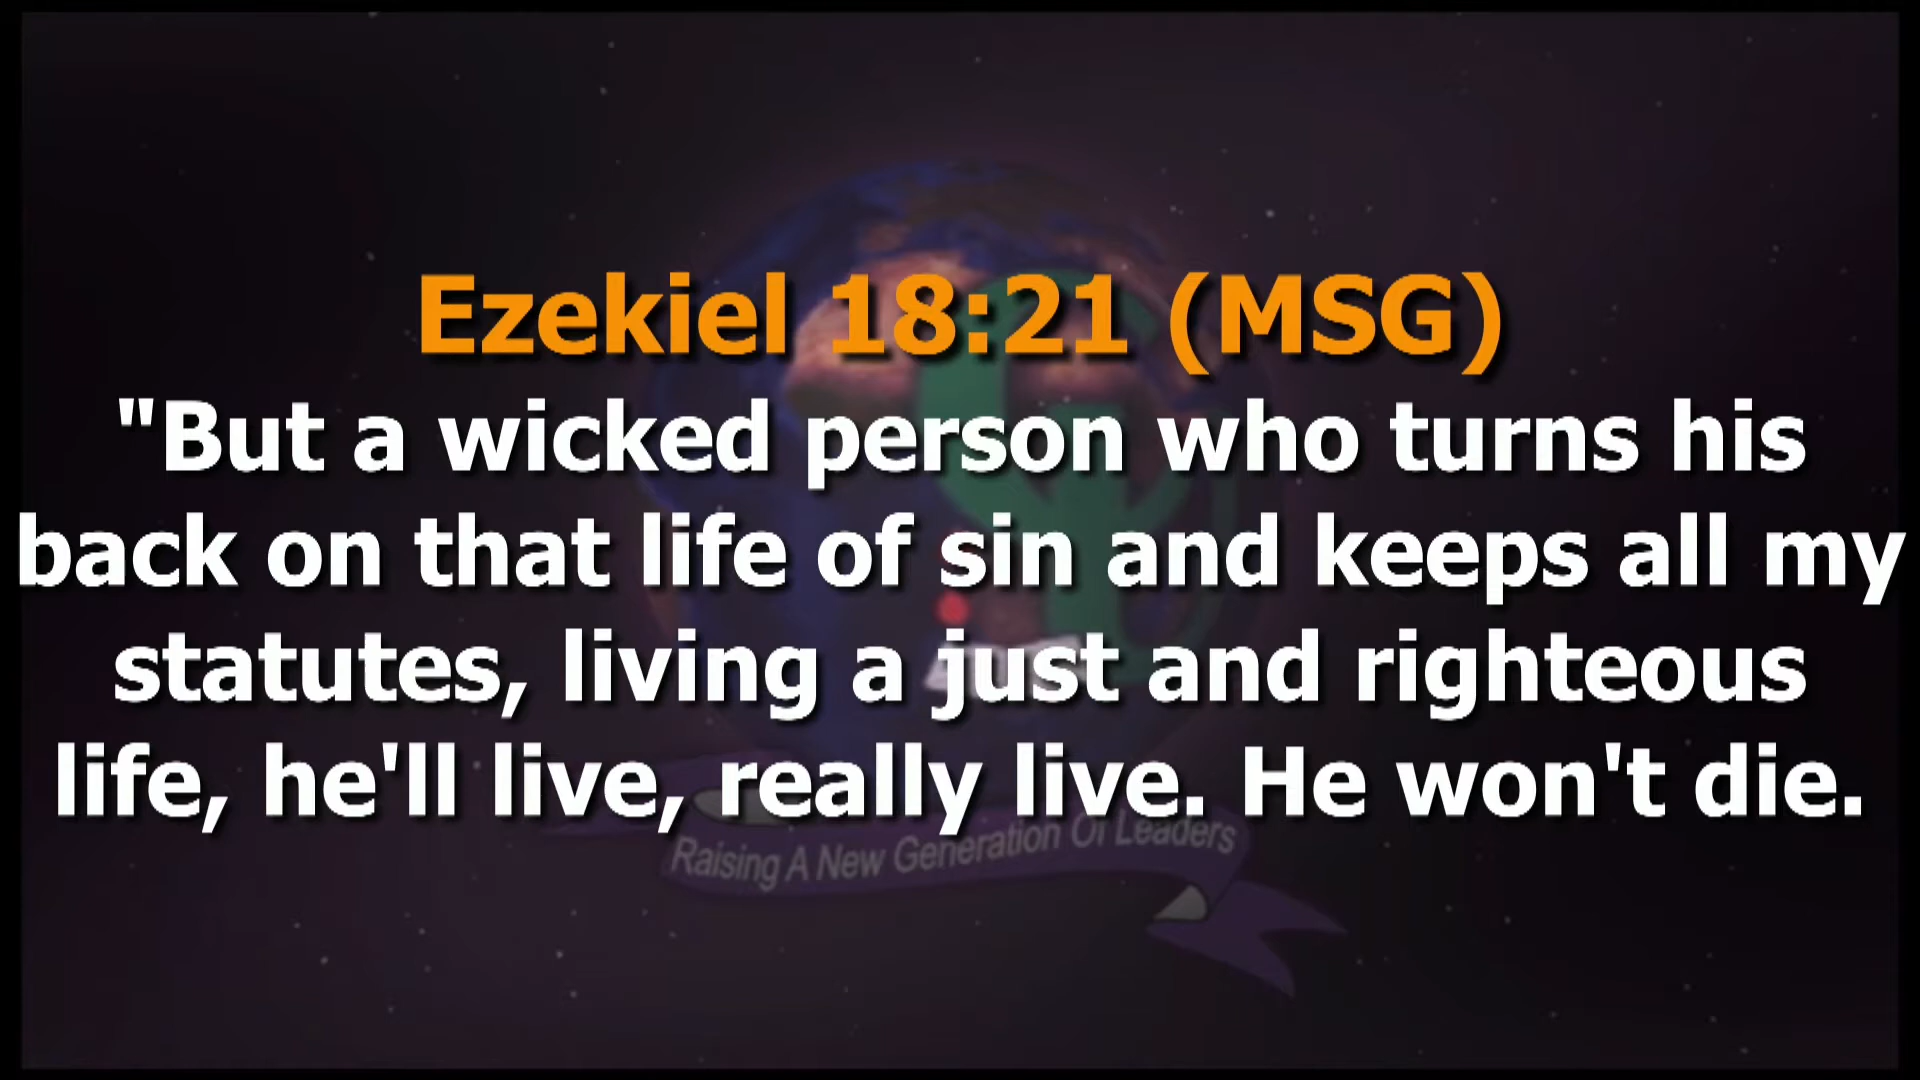 Ezekiel 18:21 (MSG)
"But a wicked person who turns his
back on that life of sin and keeps all my
statutes, living a just and righteous
life, he'll live, really live. He won't die.
Raising A New Generation Of Leaders